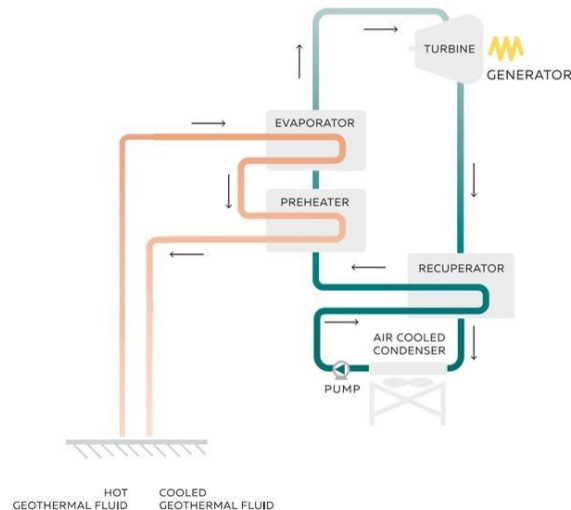 TURBINE
GENERATOR
EVAPORATOR
PREHEATER
RECUPERATOR
AIR COOLED
CONDENSER
PUMP
HOT
GEOTHERMAL FLUID
COOLED
GEOTHERMAL FLUID